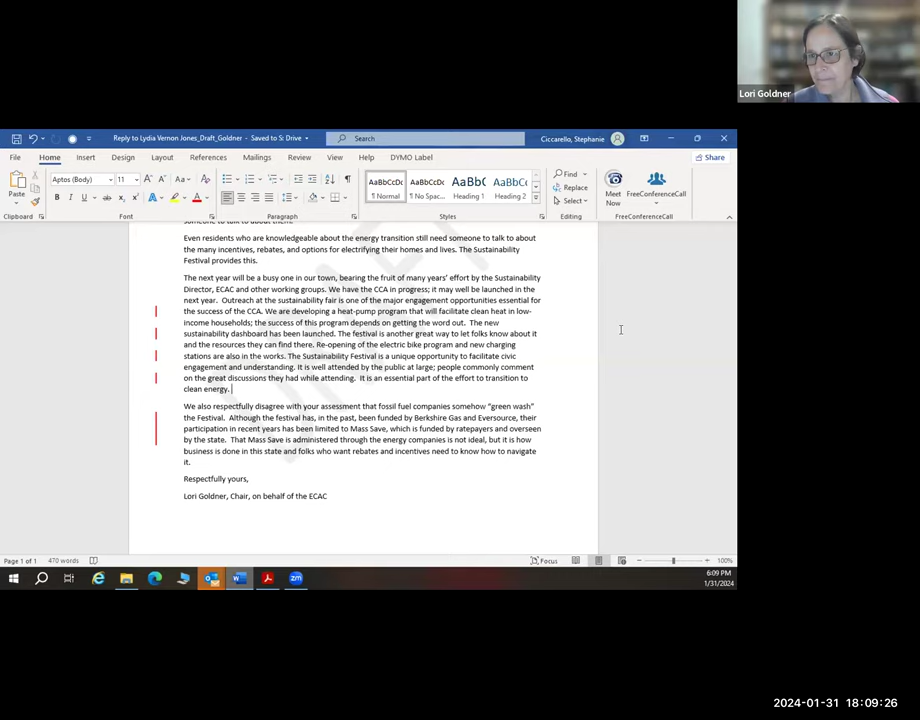 Lori Goldner
Reply to Lydia Vernon Jones_Draft_Goldner - Saved to S: Drive
Search
Ciccarello, Stephanie
File Home Insert Design Layout References Mailings Review View Help DYMO Label Share
Paste
Clipboard
Aptos (Body) 11
Font
Paragraph
AaBbCcDc AaBbCcDc AaBbC AaBbCc
¶ Normal ¶ No Spac... Heading 1 Heading 2
Styles
Find
Replace
Select
Editing
Meet Now
FreeConferenceCall
FreeConferenceCall
someone to talk to about them.
Even residents who are knowledgeable about the energy transition still need someone to talk to about
the many incentives, rebates, and options for electrifying their homes and lives. The Sustainability
Festival provides this.
The next year will be a busy one in our town, bearing the fruit of many years' effort by the Sustainability
Director, ECAC and other working groups. We have the CCA in progress; it may well be launched in the
next year.  Outreach at the sustainability fair is one of the major engagement opportunities essential for
the success of the CCA. We are developing a heat-pump program that will facilitate clean heat in low-
income households; the success of this program depends on getting the word out.  The new
sustainability dashboard has been launched. The festival is another great way to let folks know about it
and the resources they can find there. Re-opening of the electric bike program and new charging
stations are also in the works. The Sustainability Festival is a unique opportunity to facilitate civic
engagement and understanding. It is well attended by the public at large; people commonly comment
on the great discussions they had while attending.  It is an essential part of the effort to transition to
clean energy.
We also respectfully disagree with your assessment that fossil fuel companies somehow "green wash"
the Festival.  Although the festival has, in the past, been funded by Berkshire Gas and Eversource, their
participation in recent years has been limited to Mass Save, which is funded by ratepayers and overseen
by the state.  That Mass Save is administered through the energy companies is not ideal, but it is how
business is done in this state and folks who want rebates and incentives need to know how to navigate
it.
Respectfully yours,
Lori Goldner, Chair, on behalf of the ECAC
Page 1 of 1 470 words
Focus
100%
6:09 PM
1/31/2024
2024-01-31 18:09:26